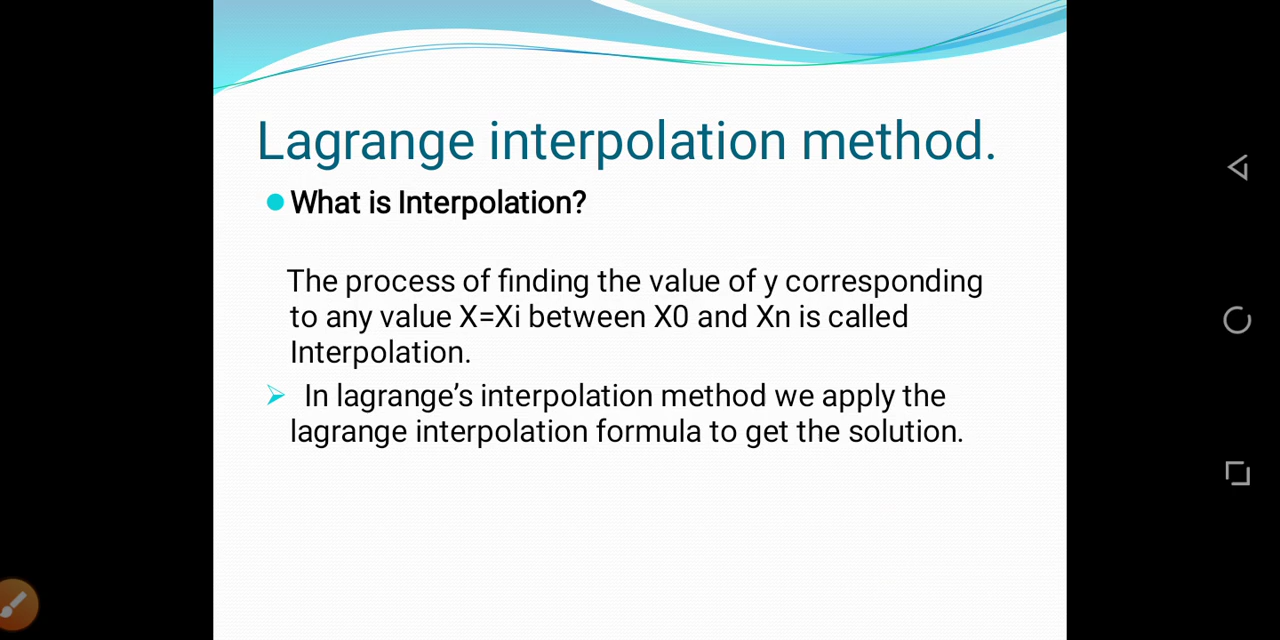 Lagrange interpolation method.
What is Interpolation?
The process of finding the value of y corresponding
to any value X=Xi between X0 and Xn is called
Interpolation.
In lagrange’s interpolation method we apply the
lagrange interpolation formula to get the solution.